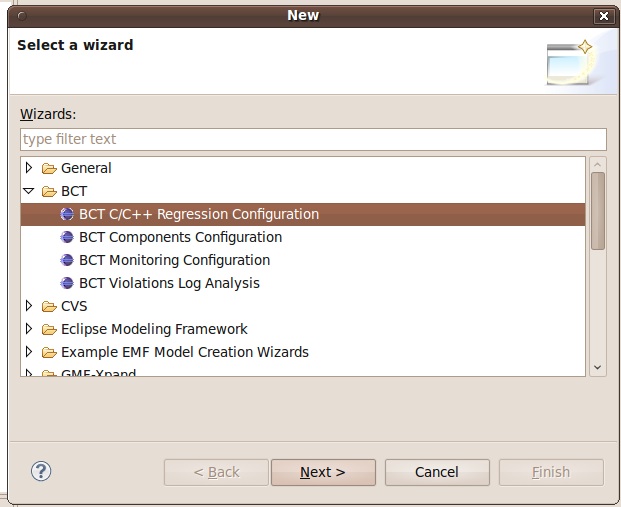 New
Select a wizard
Wizards:
type filter text
General
BCT
BCT C/C++ Regression Configuration
BCT Components Configuration
BCT Monitoring Configuration
BCT Violations Log Analysis
CVS
Eclipse Modeling Framework
Example EMF Model Creation Wizards
GMF-Xpand
?
< Back
Next >
Cancel
Finish